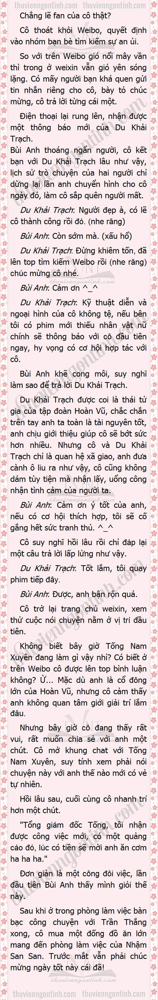 thuvienngontinh.com thuvienngontinh.com
Chẳng lẽ fan của cô thật?
Cô thoát khỏi Weibo, quyết định
vào nhóm bạn bè tìm kiếm sự an ủi.
So với trên Weibo gió nổi mây vần
thì trong ở weixin vẫn gió yên sóng
lặng. Có mấy người bạn khá quen gửi
tin nhắn riêng cho cô, bày tỏ chúc
mừng, cô trả lời từng cái một.
Điện thoại lại rung lên, nhận được
một thông báo mới của Du Khải
Trạch.
Bùi Anh thoáng ngẩn người, cô kết
bạn với Du Khải Trạch lâu như vậy,
lịch sử trò chuyện của hai người chỉ
dừng lại lần anh chuyển hình cho cô
ngày đó, làm cô sắp quên người mất.
Du Khải Trạch: Người đẹp à, có lẽ
cô thành công rồi đó. (nhe răng)
Bùi Anh: Còn sớm mà. (xấu hổ)
Du Khải Trạch: Đừng khiêm tốn, đã
lên top tìm kiếm Weibo rồi (nhe răng)
chúc mừng cô nhé.
Bùi Anh: Cảm ơn ^_^
Du Khải Trạch: Kỹ thuật diễn và
ngoại hình của cô không tệ, nếu bên
tôi có phim mới thiếu nhân vật nữ
chính sẽ thông báo với cô đầu tiên
ngay, hy vọng có cơ hội hợp tác với
cô.
Bùi Anh khẽ cong môi, suy nghĩ
làm sao để trả lời Du Khải Trạch.
Du Khải Trạch được coi là thái tử
gia của tập đoàn Hoàn Vũ, chắc chắn
trên tay anh ta toàn là tài nguyên tốt,
anh chịu giới thiệu giúp cô sẽ bớt sức
hơn nhiều. Nhưng cô và Du Khải
Trạch chỉ là quan hệ xã giao, anh đưa
cành ô liu ra như vậy, cô cũng không
dám tùy tiện mà nhận lấy, uổng công
nhận tình cảm của người ta.
Bùi Anh: Cảm ơn ý tốt của anh,
nếu có cơ hội thích hợp, tôi sẽ cố
gắng hết sức tranh thủ. ^_^
Cô suy nghĩ hồi lâu rồi chỉ đáp lại
một câu trả lời lấp lửng như vậy.
Du Khải Trạch: Tốt lắm, tôi quay
phim tiếp đây.
Bùi Anh: Được, anh bận rộn quá.
Cô trở lại trang chủ weixin, xem
thử cuộc nói chuyện nằm ở vị trí đầu
tiên.
Không biết bây giờ Tống Nam
Xuyên đang làm gì vậy nhỉ? Có biết ở
trên Weibo cô được lên top bình luận
không? Ừ... Mặc dù anh là cổ đông
lớn của Hoàn Vũ, nhưng cô cảm thấy
anh không quan tâm giới giải trí lắm
đâu.
Nhưng bây giờ cô đang thấy rất
vui, rất muốn chia sẻ với anh một
chút. Cô mở khung chat với Tống
Nam Xuyên, suy tính xem phải nói
chuyện này với anh thế nào mới có vẻ
tự nhiên.
Hồi lâu sau, cuối cùng cô nhanh trí
hơn một chút.
"Tổng giám đốc Tống, tôi nhận
được công việc mới, có một quảng
cáo đó, lúc có tiền sẽ mời anh ăn cơm
ha ha ha."
Đơn giản là một công đôi việc, lần
đầu tiên Bùi Anh thấy mình giỏi thế
này.
Sau khi ở trong phòng làm việc bàn
bạc công chuyện với Trần Thắng
xong, cô mua một đống đồ ăn lớn
mang đến phòng làm việc của Nhậm
San San. Trước mắt vẫn phải chúc
mừng ngày tốt này cái đã!
thuvienngontinh.com thuvienngontinh.com